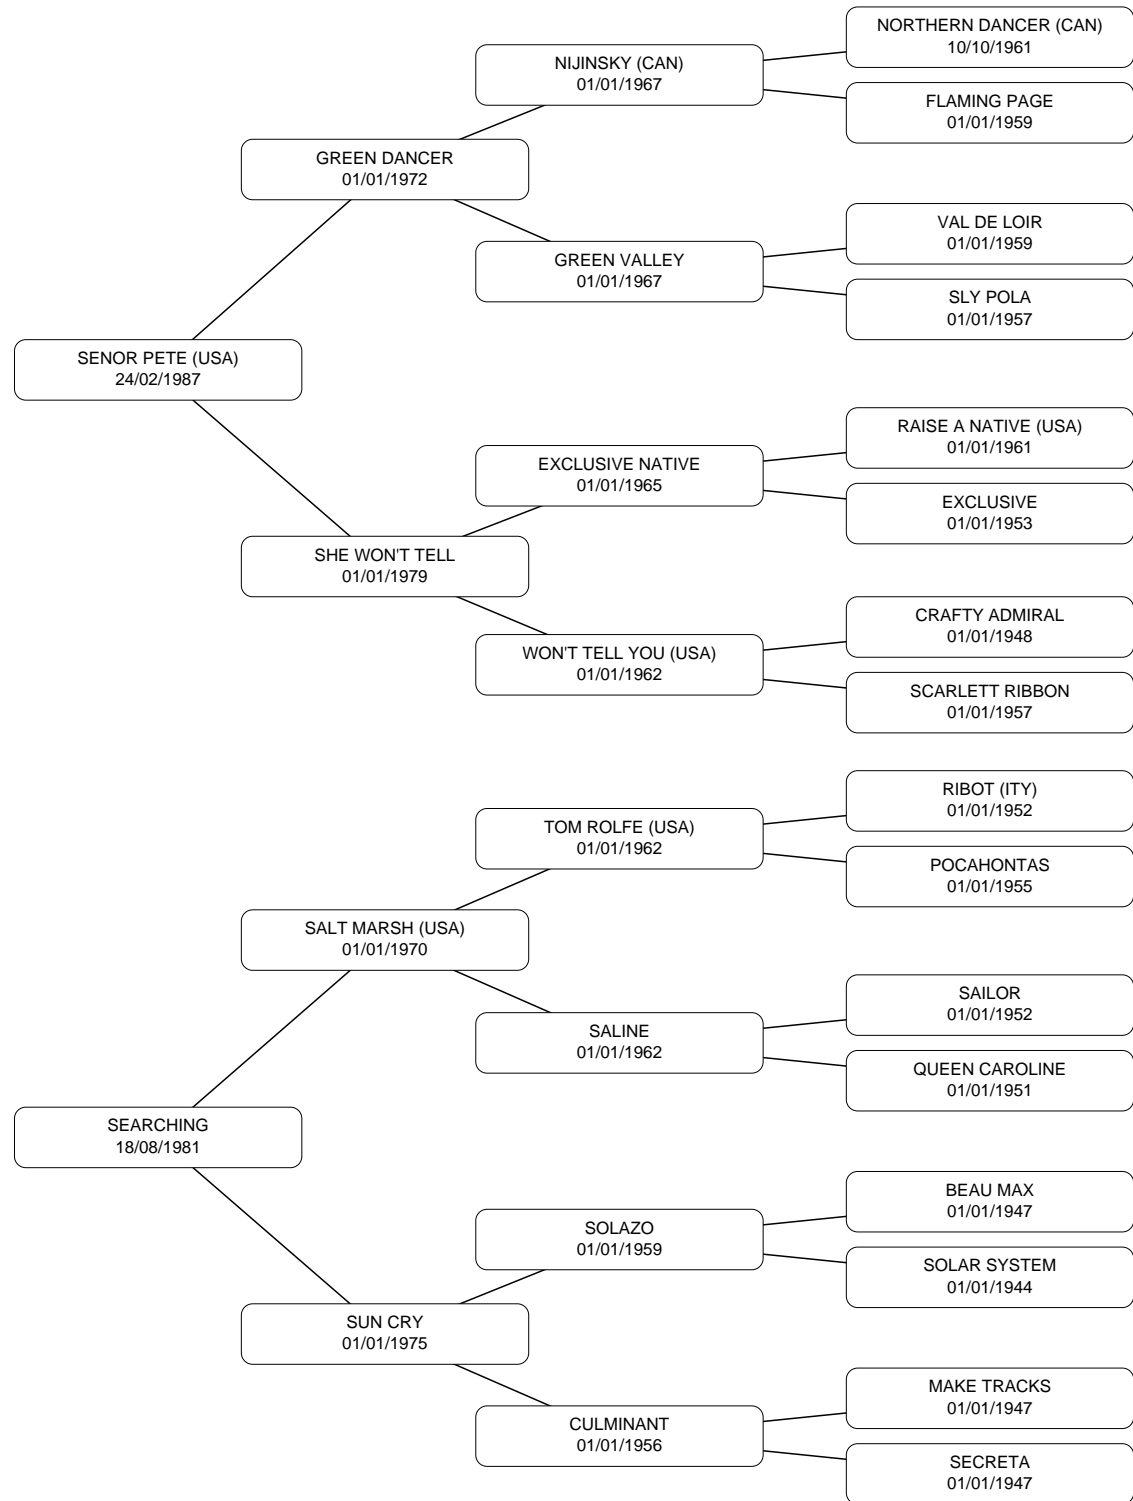 NORTHERN DANCER (CAN)
10/10/1961
NIJINSKY (CAN)
01/01/1967
FLAMING PAGE
01/01/1959
GREEN DANCER
01/01/1972
VAL DE LOIR
01/01/1959
GREEN VALLEY
01/01/1967
SLY POLA
01/01/1957
SENOR PETE (USA)
24/02/1987
RAISE A NATIVE (USA)
01/01/1961
EXCLUSIVE NATIVE
01/01/1965
EXCLUSIVE
01/01/1953
SHE WON'T TELL
01/01/1979
CRAFTY ADMIRAL
01/01/1948
WON'T TELL YOU (USA)
01/01/1962
SCARLETT RIBBON
01/01/1957
RIBOT (ITY)
01/01/1952
TOM ROLFE (USA)
01/01/1962
POCAHONTAS
01/01/1955
SALT MARSH (USA)
01/01/1970
SAILOR
01/01/1952
SALINE
01/01/1962
QUEEN CAROLINE
01/01/1951
SEARCHING
18/08/1981
BEAU MAX
01/01/1947
SOLAZO
01/01/1959
SOLAR SYSTEM
01/01/1944
SUN CRY
01/01/1975
MAKE TRACKS
01/01/1947
CULMINANT
01/01/1956
SECRETA
01/01/1947